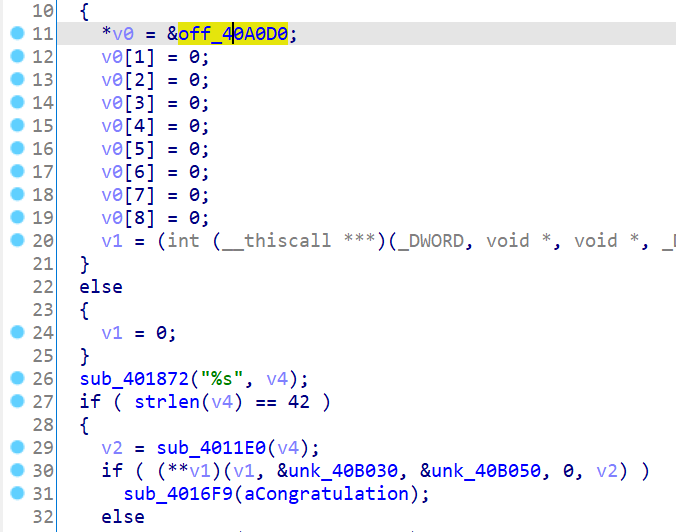 10 {
11 *v0 = &off_40A0D0;
12 v0[1] = 0;
13 v0[2] = 0;
14 v0[3] = 0;
15 v0[4] = 0;
16 v0[5] = 0;
17 v0[6] = 0;
18 v0[7] = 0;
19 v0[8] = 0;
20 v1 = (int (__thiscall ***)(_DWORD, void *, void *, _
21 }
22 else
23 {
24 v1 = 0;
25 }
26 sub_401872("%s", v4);
27 if ( strlen(v4) == 42 )
28 {
29 v2 = sub_4011E0(v4);
30 if ( (**v1)(v1, &unk_40B030, &unk_40B050, 0, v2) )
31 sub_4016F9(aCongratulation);
32 else